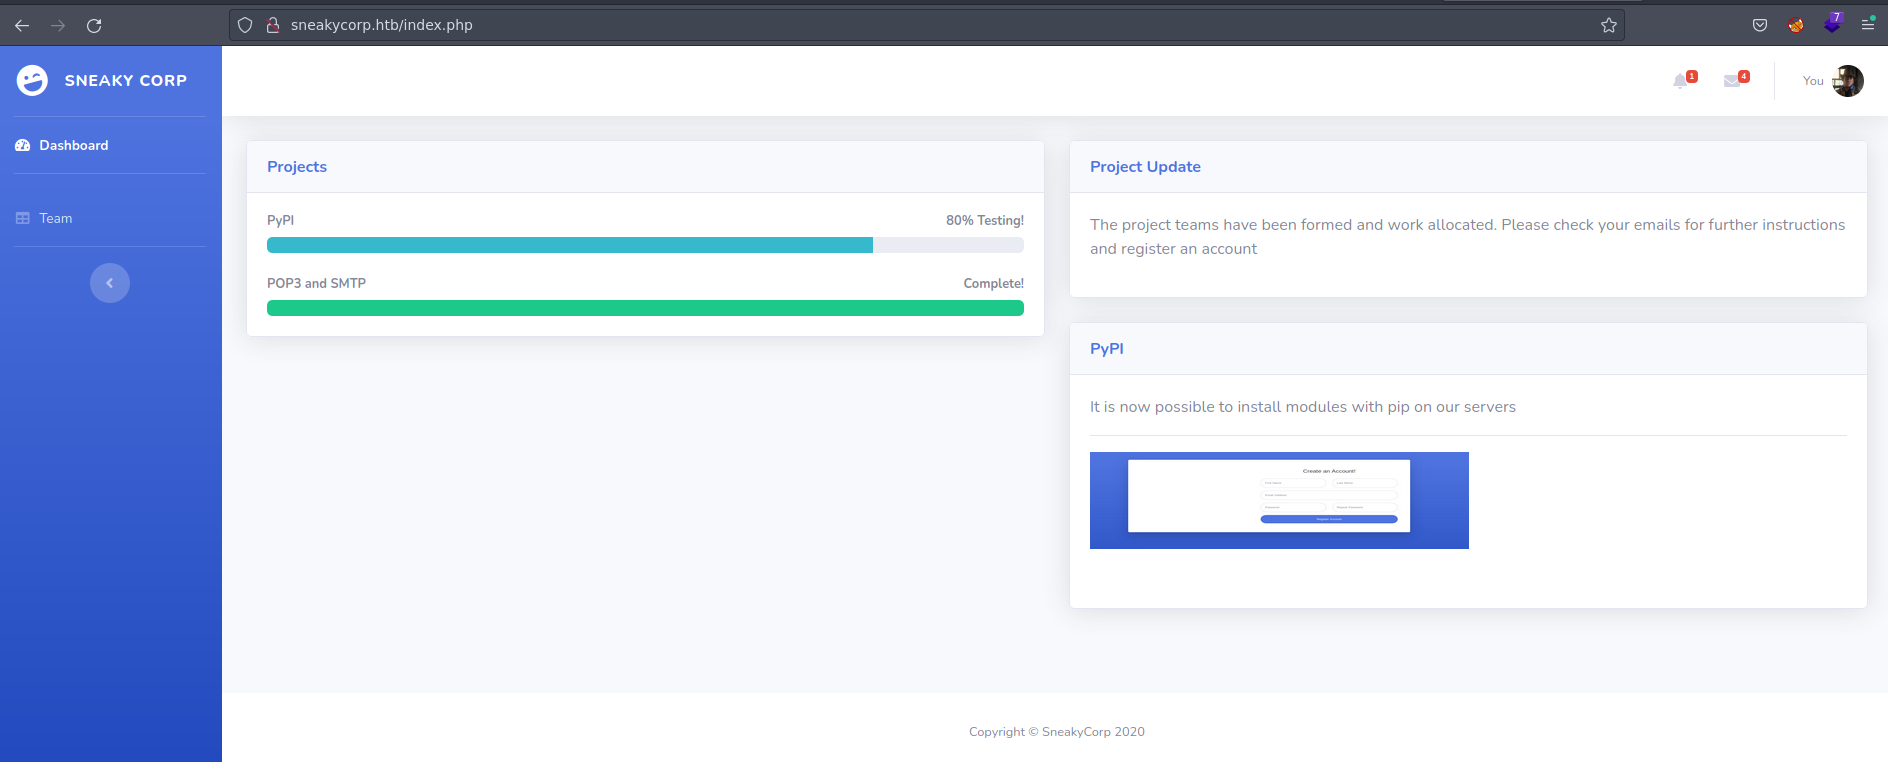 sneakycorp.htb/index.php
7
SNEAKY CORP
1
4
You
Dashboard
Team
Projects
PyPI
80% Testing!
POP3 and SMTP
Complete!
Project Update
The project teams have been formed and work allocated. Please check your emails for further instructions
and register an account
PyPI
It is now possible to install modules with pip on our servers
Create an Account!
Copyright © SneakyCorp 2020